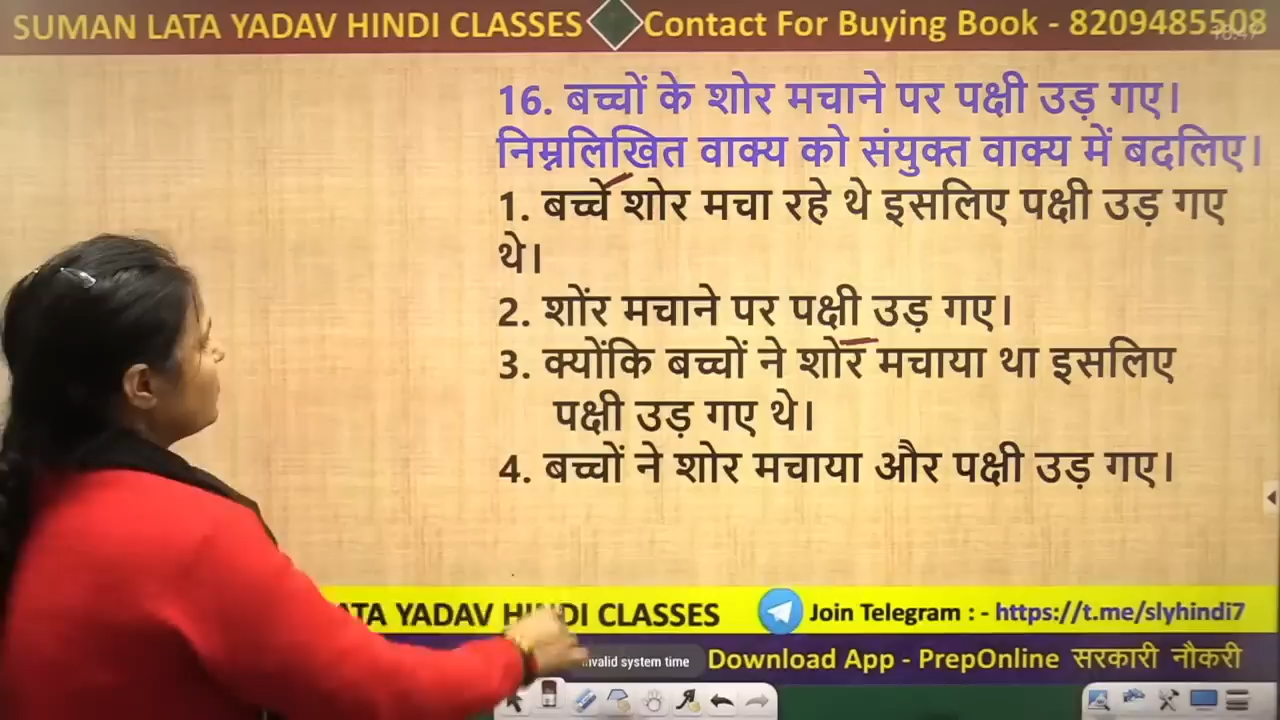 SUMAN LATA YADAV HINDI CLASSES Contact For Buying Book - 8209485508
16. बच्चों के शोर मचाने पर पक्षी उड़ गए।
निम्नलिखित वाक्य को संयुक्त वाक्य में बदलिए।
1. बच्चे शोर मचा रहे थे इसलिए पक्षी उड़ गए
थे।
2. शोंर मचाने पर पक्षी उड़ गए।
3. क्योंकि बच्चों ने शोर मचाया था इसलिए
पक्षी उड़ गए थे।
4. बच्चों ने शोर मचाया और पक्षी उड़ गए।
YADAV HINDI CLASSES Join Telegram : - https://t.me/slyhindi7
system time Download App - PrepOnline सरकारी नौकरी